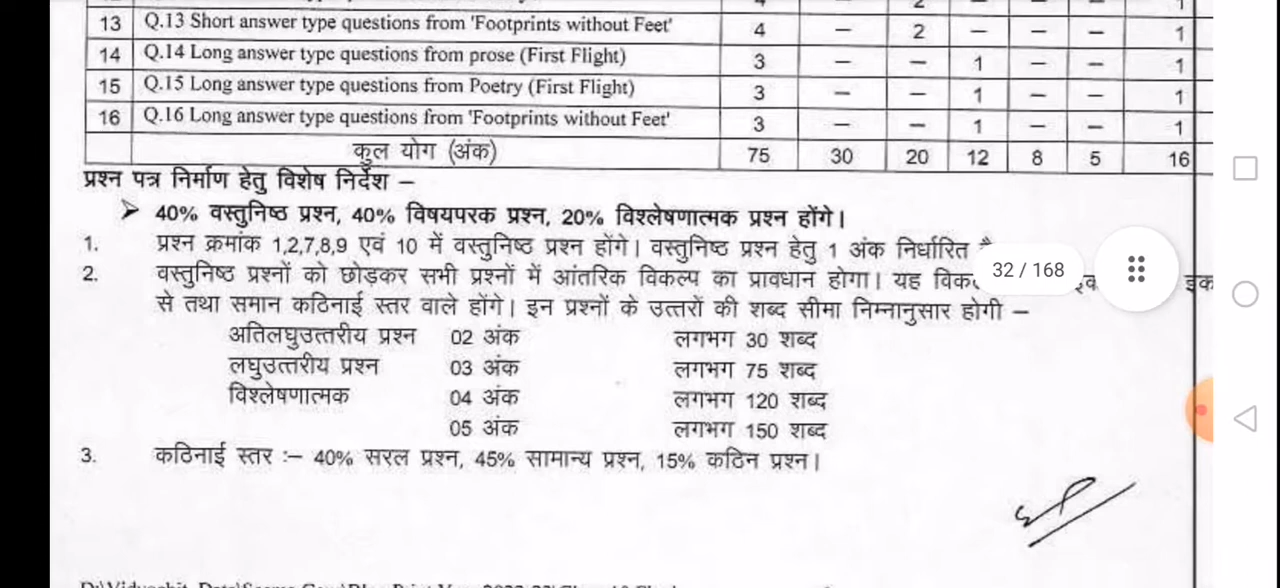 13 Q.13 Short answer type questions from 'Footprints without Feet' 4 – 2 – – – 1
14 Q.14 Long answer type questions from prose (First Flight) 3 – – 1 – – 1
15 Q.15 Long answer type questions from Poetry (First Flight) 3 – – 1 – – 1
16 Q.16 Long answer type questions from 'Footprints without Feet' 3 – – 1 – – 1
कुल योग (अंक) 75 30 20 12 8 5 16
प्रश्न पत्र निर्माण हेतु विशेष निर्देश –
➢ 40% वस्तुनिष्ठ प्रश्न, 40% विषयपरक प्रश्न, 20% विश्लेषणात्मक प्रश्न होंगे।
1. प्रश्न क्रमांक 1,2,7,8,9 एवं 10 में वस्तुनिष्ठ प्रश्न होंगे। वस्तुनिष्ठ प्रश्न हेतु 1 अंक निर्धारित
32 / 168
2. वस्तुनिष्ठ प्रश्नों को छोड़कर सभी प्रश्नों में आंतरिक विकल्प का प्रावधान होगा। यह
से तथा समान कठिनाई स्तर वाले होंगे। इन प्रश्नों के उत्तरों की शब्द सीमा निम्नानुसार होगी –
अतिलघुउत्तरीय प्रश्न 02 अंक लगभग 30 शब्द
लघुउत्तरीय प्रश्न 03 अंक लगभग 75 शब्द
विश्लेषणात्मक 04 अंक लगभग 120 शब्द
05 अंक लगभग 150 शब्द
3. कठिनाई स्तर :– 40% सरल प्रश्न, 45% सामान्य प्रश्न, 15% कठिन प्रश्न।